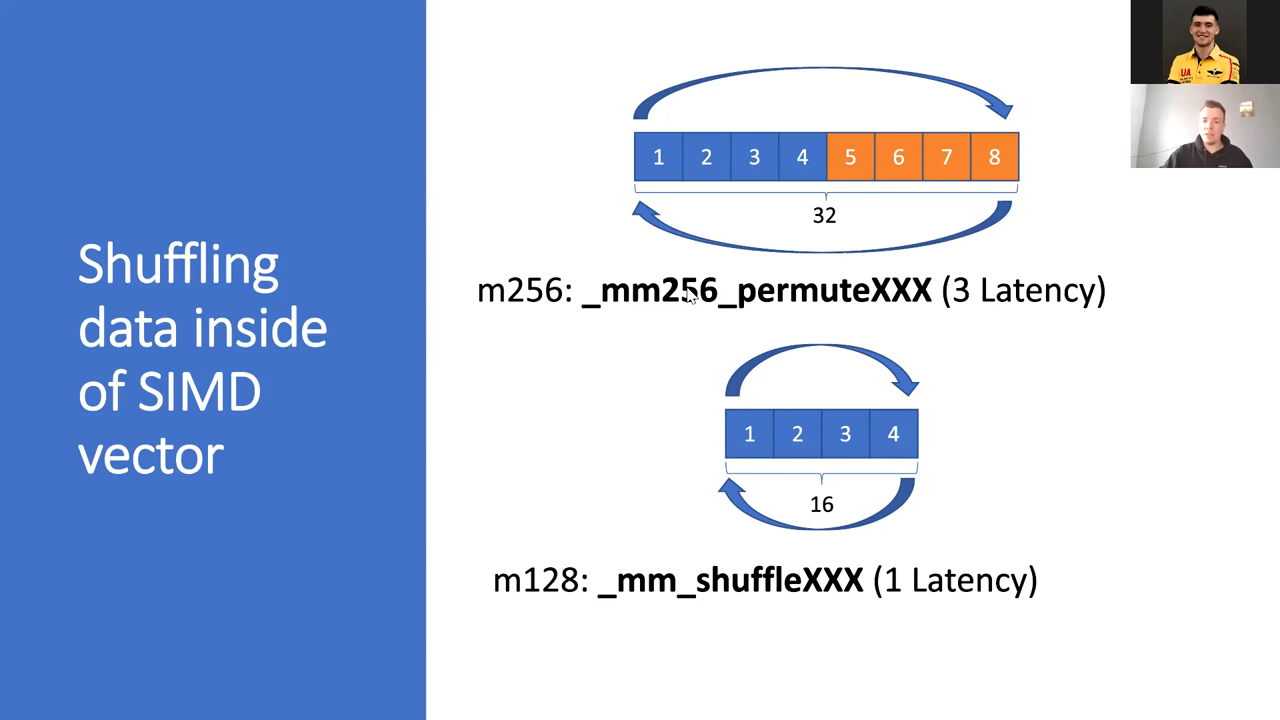 Shuffling
data inside
of SIMD
vector
1 2 3 4 5 6 7 8
32
m256: _mm256_permuteXXX (3 Latency)
1 2 3 4
16
m128: _mm_shuffleXXX (1 Latency)
UA